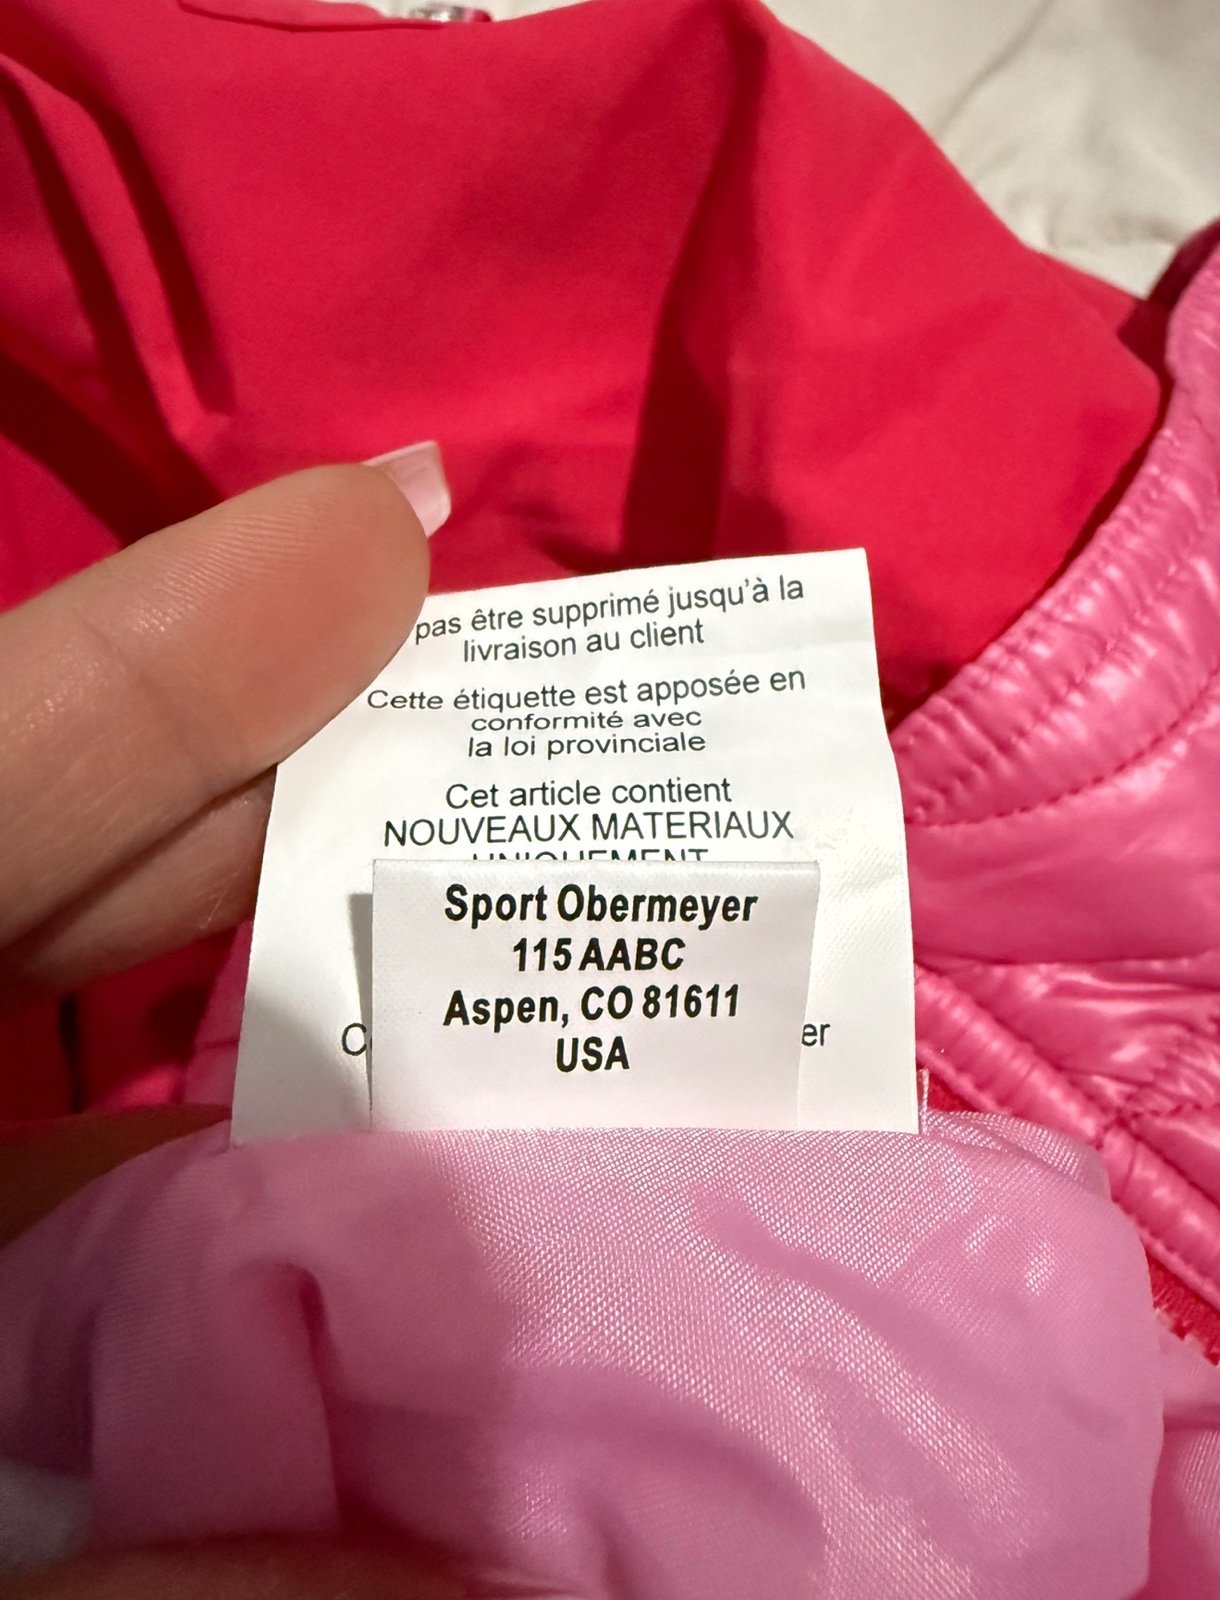 pas être supprimé jusqu'à la
livraison au client
Cette étiquette est apposée en
conformité avec
la loi provinciale
Cet article contient
NOUVEAUX MATERIAUX
UNIQUEMENT
Sport Obermeyer
115 AABC
Aspen, CO 81611
USA